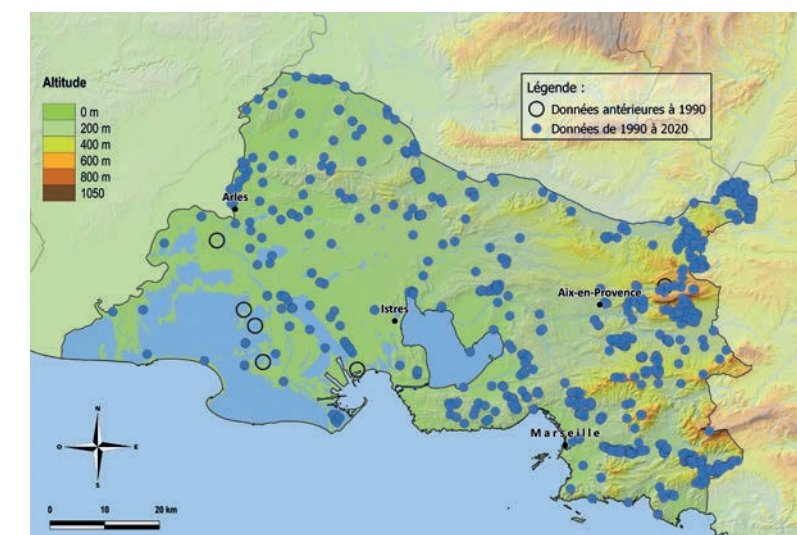 Altitude
0 m
200 m
400 m
600 m
800 m
1050
Légende :
Données antérieures à 1990
Données de 1990 à 2020
Arles
Istres
Aix-en-Provence
Marseille
N
O
E
S
0
10
20 km